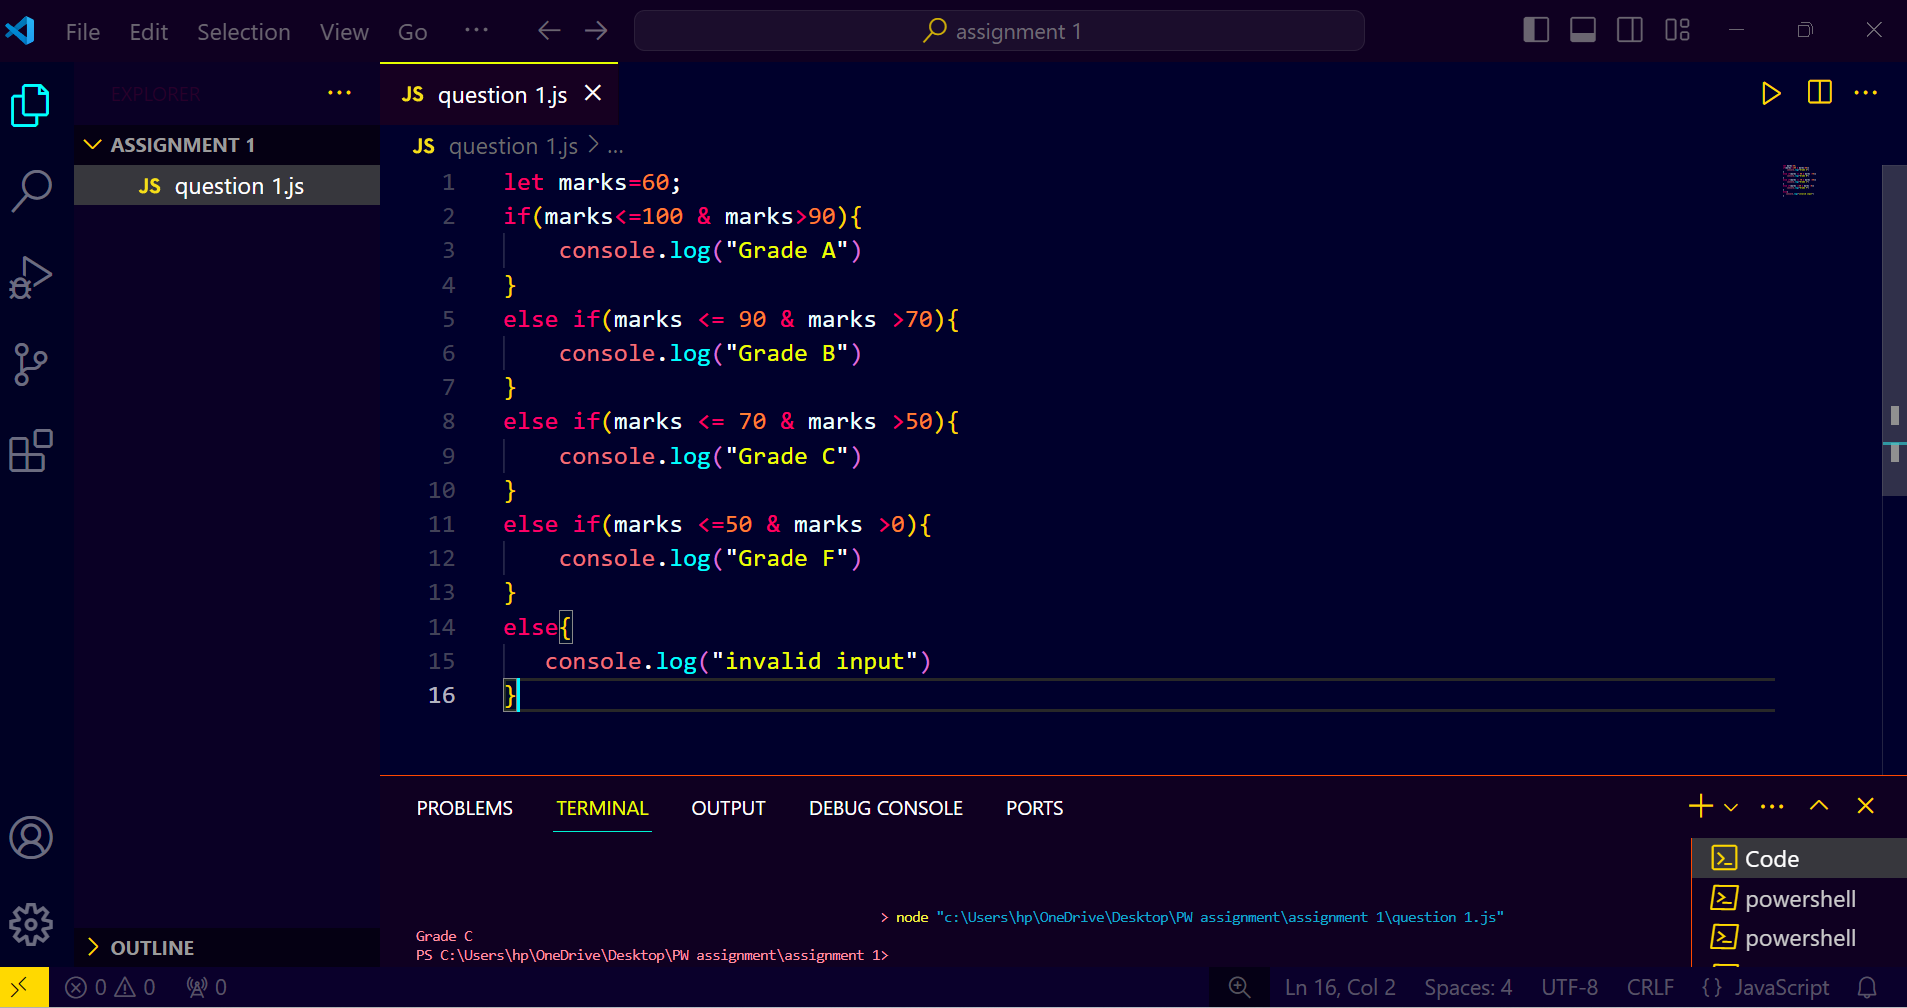 File Edit Selection View Go ... assignment 1
EXPLORER ...
ASSIGNMENT 1
JS question 1.js
JS question 1.js
JS question 1.js > ...
1 let marks=60;
2 if(marks<=100 & marks>90){
3 console.log("Grade A")
4 }
5 else if(marks <= 90 & marks >70){
6 console.log("Grade B")
7 }
8 else if(marks <= 70 & marks >50){
9 console.log("Grade C")
10 }
11 else if(marks <=50 & marks >0){
12 console.log("Grade F")
13 }
14 else{
15 console.log("invalid input")
16 }
PROBLEMS TERMINAL OUTPUT DEBUG CONSOLE PORTS
> node "c:\Users\hp\OneDrive\Desktop\PW assignment\assignment 1\question 1.js"
Grade C
PS C:\Users\hp\OneDrive\Desktop\PW assignment\assignment 1>
Code
powershell
powershell
OUTLINE
0 0 0 Ln 16, Col 2 Spaces: 4 UTF-8 CRLF {} JavaScript